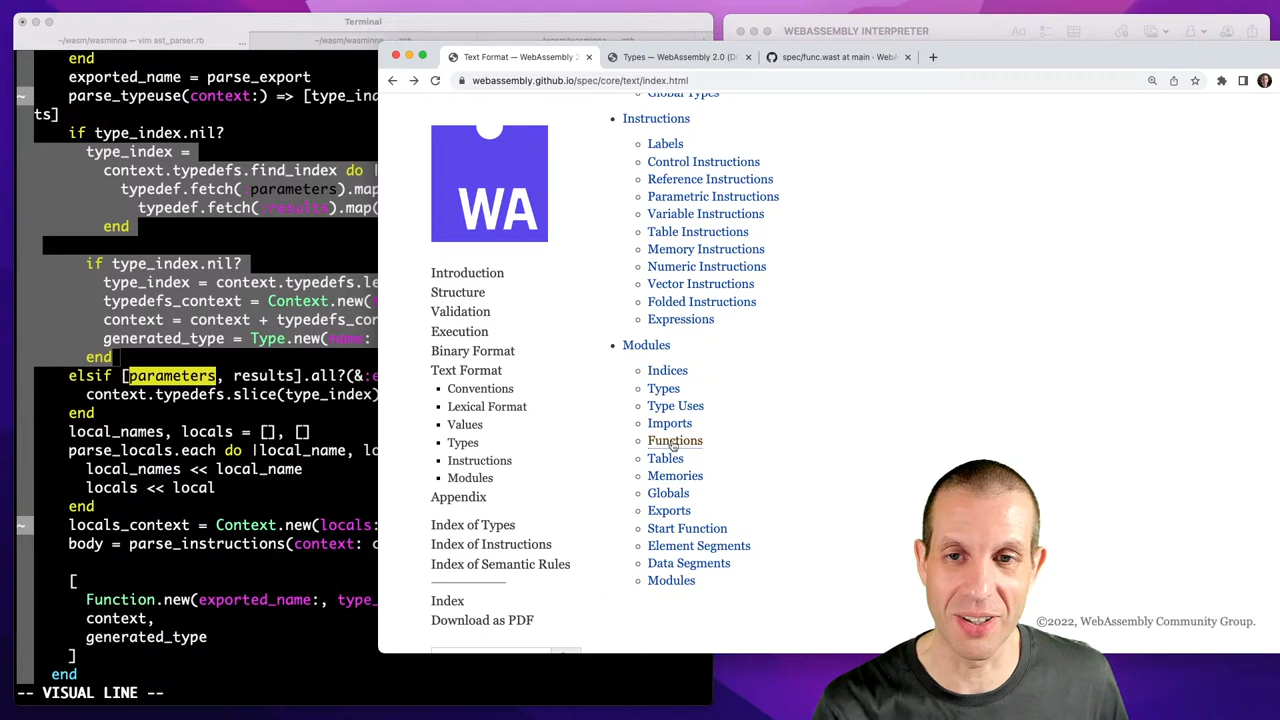 Terminal
~/wasm/wasminna — vim ast_parser.rb
...
~/wasm/wasminna — zsh
end
exported_name = parse_export
parse_typeuse(context:) => [type_ind
ts]
if type_index.nil?
type_index =
context.typedefs.find_index do |
typedef.fetch(:parameters).map
typedef.fetch(:results).map(
end
if type_index.nil?
type_index = context.typedefs.le
typedefs_context = Context.new(
context = context + typedefs_con
generated_type = Type.new(name:
end
elsif [parameters, results].all?(&:e
context.typedefs.slice(type_index)
end
local_names, locals = [], []
parse_locals.each do |local_name, lo
local_names << local_name
locals << local
end
locals_context = Context.new(locals:
body = parse_instructions(context: c
[
Function.new(exported_name:, type_
context,
generated_type
]
end
-- VISUAL LINE --
WEBASSEMBLY INTERPRETER
Aa
Text Format — WebAssembly 2
Types — WebAssembly 2.0 (D
spec/func.wast at main · WebA
webassembly.github.io/spec/core/text/index.html
WA
Introduction
Structure
Validation
Execution
Binary Format
Text Format
Conventions
Lexical Format
Values
Types
Instructions
Modules
Appendix
Index of Types
Index of Instructions
Index of Semantic Rules
Index
Download as PDF
Global Types
Instructions
Labels
Control Instructions
Reference Instructions
Parametric Instructions
Variable Instructions
Table Instructions
Memory Instructions
Numeric Instructions
Vector Instructions
Folded Instructions
Expressions
Modules
Indices
Types
Type Uses
Imports
Functions
Tables
Memories
Globals
Exports
Start Function
Element Segments
Data Segments
Modules
©2022, WebAssembly Community Group.